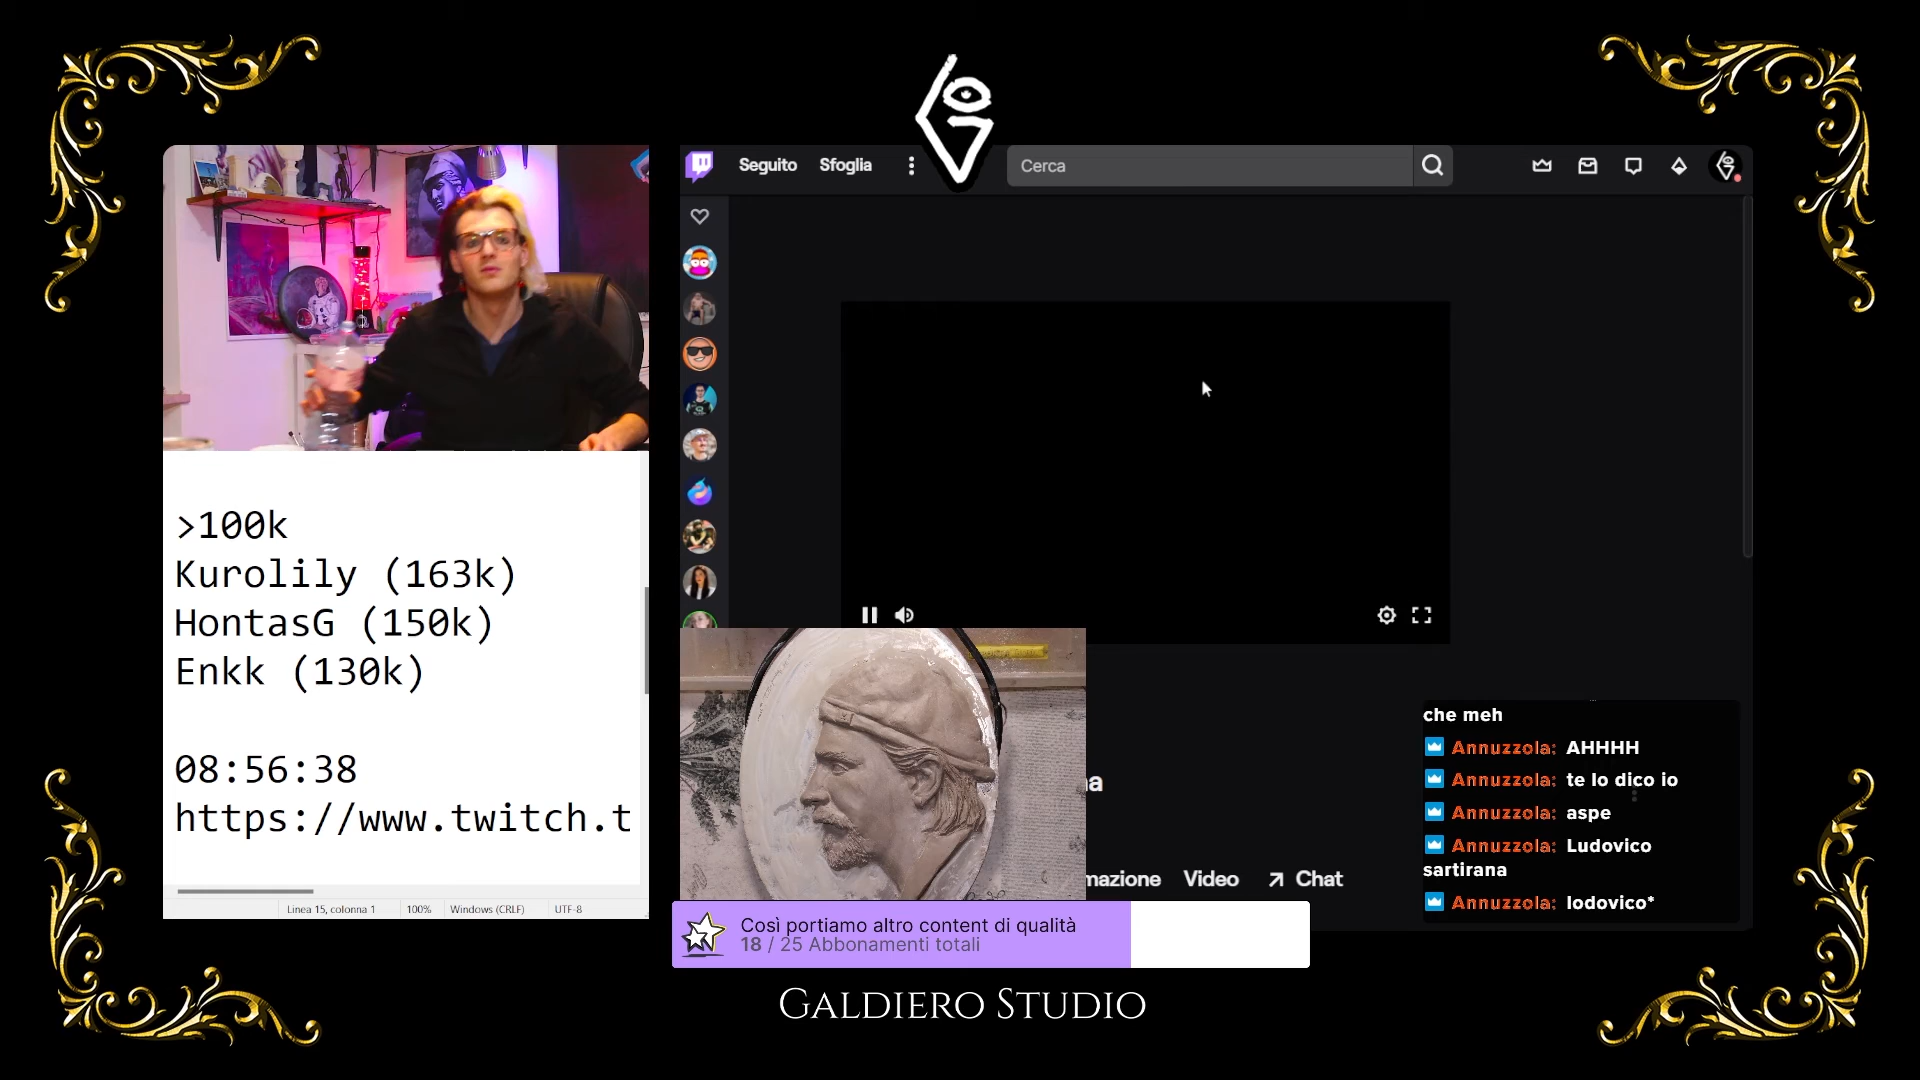 Seguito
Sfoglia
Cerca
>100k
Kurolily (163k)
HontasG (150k)
Enkk (130k)
08:56:38
https://www.twitch.t
Linea 15, colonna 1
100%
Windows (CRLF)
UTF-8
mazione
Video
Chat
che meh
Annuzzola: AHHHH
Annuzzola: te lo dico io
Annuzzola: aspe
Annuzzola: Ludovico
sartirana
Annuzzola: lodovico*
Così portiamo altro content di qualità
18 / 25 Abbonamenti totali
GALDIERO STUDIO